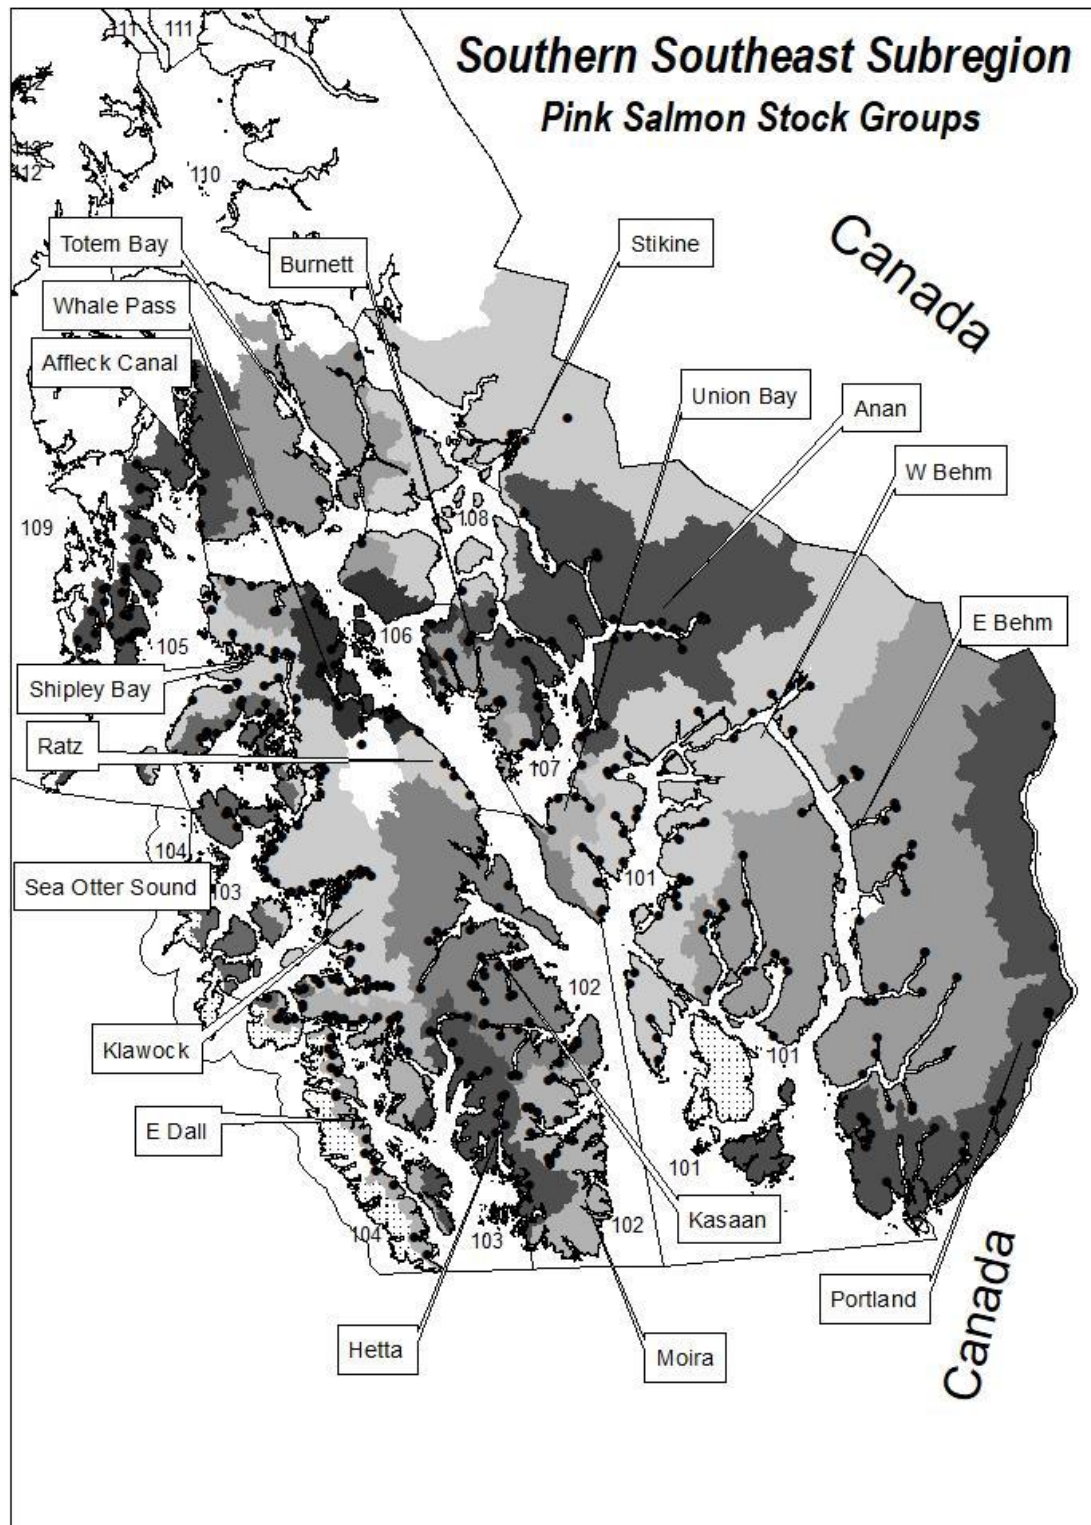 111
111
111
Southern Southeast Subregion
Pink Salmon Stock Groups
112
112
110
Canada
Totem Bay
Burnett
Stikine
Whale Pass
Affleck Canal
Union Bay
Anan
W Behm
109
108
E Behm
106
105
Shipley Bay
Ratz
107
104
Sea Otter Sound
103
101
102
Klawock
101
E Dall
101
Kasaan
104
103
102
Canada
Portland
Hetta
Moira